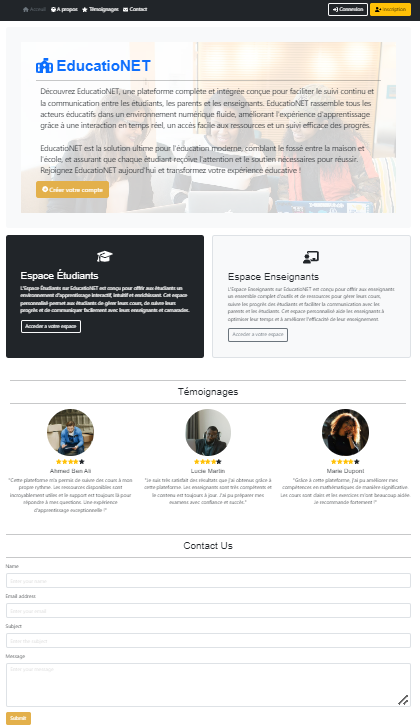 Accueil A propos Témoignages Contact Connexion Inscription
EducatioNET
Découvrez EducatioNET, une plateforme complète et intégrée conçue pour faciliter le suivi continu et
la communication entre les étudiants, les parents et les enseignants. EducatioNET rassemble tous les
acteurs éducatifs dans un environnement numérique fluide, améliorant l'expérience d'apprentissage
grâce à une interaction en temps réel, un accès facile aux ressources et un suivi efficace des progrès.
EducatioNET est la solution ultime pour l'éducation moderne, comblant le fossé entre la maison et
l'école, et assurant que chaque étudiant reçoive l'attention et le soutien nécessaires pour réussir.
Rejoignez EducatioNET aujourd'hui et transformez votre expérience éducative !
Créer votre compte
Espace Étudiants
L'Espace Étudiants sur EducatioNET est conçu pour offrir aux étudiants un
environnement d'apprentissage interactif, intuitif et enrichissant. Cet espace
personnalisé permet aux étudiants de gérer leurs cours, de suivre leurs
progrès et de communiquer facilement avec leurs enseignants et camarades.
Accéder a votre espace
Espace Enseignants
L'Espace Enseignants sur EducatioNET est conçu pour offrir aux enseignants
un ensemble complet d'outils et de ressources pour gérer leurs cours,
suivre les progrès des étudiants et faciliter la communication avec les
étudiants et les parents. Cet espace personnalisé aide les enseignants à
optimiser leur temps et à améliorer l'efficacité de leur enseignement.
Accéder a votre espace
Témoignages
Ahmed Ben Ali
"Cette plateforme m'a permis de suivre des cours à mon
propre rythme. Les ressources disponibles sont
incroyablement utiles et le support est toujours là pour
répondre à mes questions. Une expérience
d'apprentissage exceptionnelle !"
Lucie Martin
"Je suis très satisfait des résultats que j'ai obtenus grâce à
cette plateforme. Les enseignants sont très compétents et
le contenu est toujours à jour. J'ai pu préparer mes
examens avec confiance et succès."
Marie Dupont
"Grâce à cette plateforme, j'ai pu améliorer mes
compétences en mathématiques de manière significative.
Les cours sont clairs et les exercices m'ont beaucoup aidée.
Je recommande fortement !"
Contact Us
Name
Enter your name
Email address
Enter your email
Subject
Enter the subject
Message
Enter your message
Submit